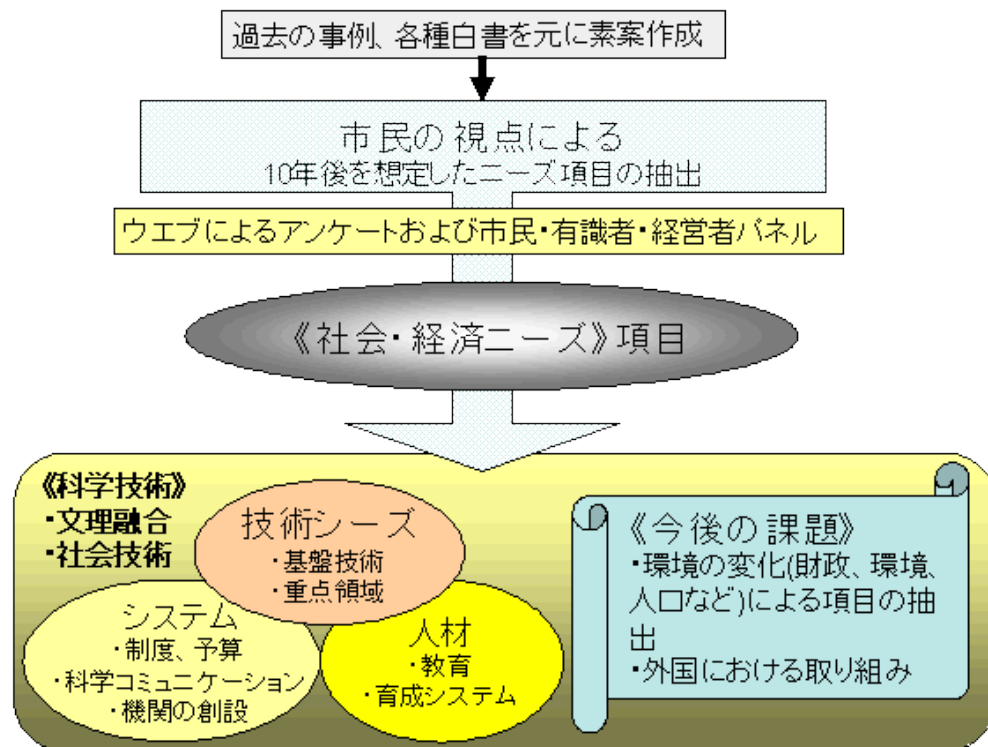 過去の事例、各種白書を元に素案作成
市民の視点による
10年後を想定したニーズ項目の抽出
ウエブによるアンケートおよび市民・有識者・経営者パネル
《社会・経済ニーズ》項目
《科学技術》
・文理融合
・社会技術
技術シーズ
・基盤技術
・重点領域
システム
・制度、予算
・科学コミュニケーション
・機関の創設
人材
・教育
・育成システム
《今後の課題》
・環境の変化(財政、環境、
人口など)による項目の抽
出
・外国における取り組み